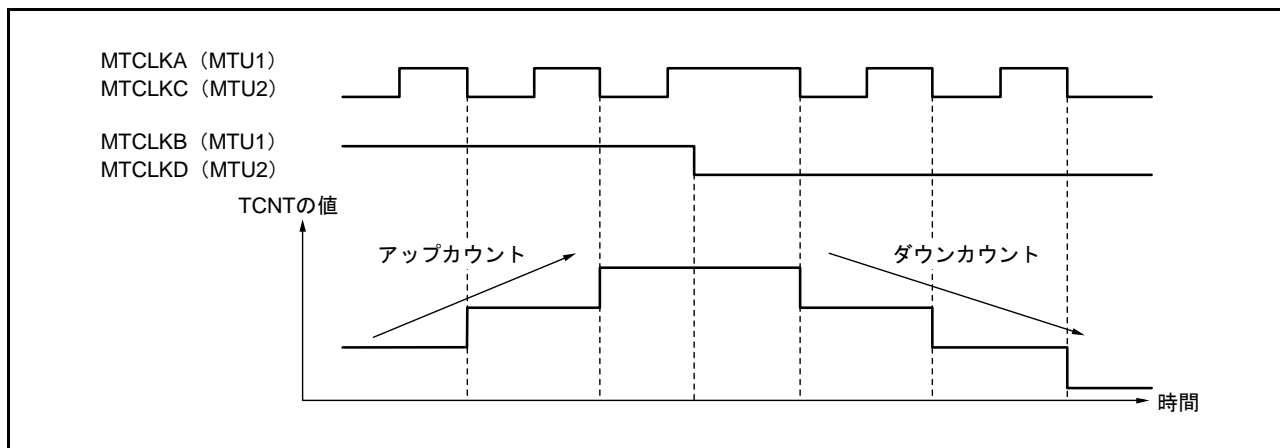 MTCLKA（MTU1）
MTCLKC（MTU2）
MTCLKB（MTU1）
MTCLKD（MTU2）
TCNTの値
アップカウント
ダウンカウント
時間